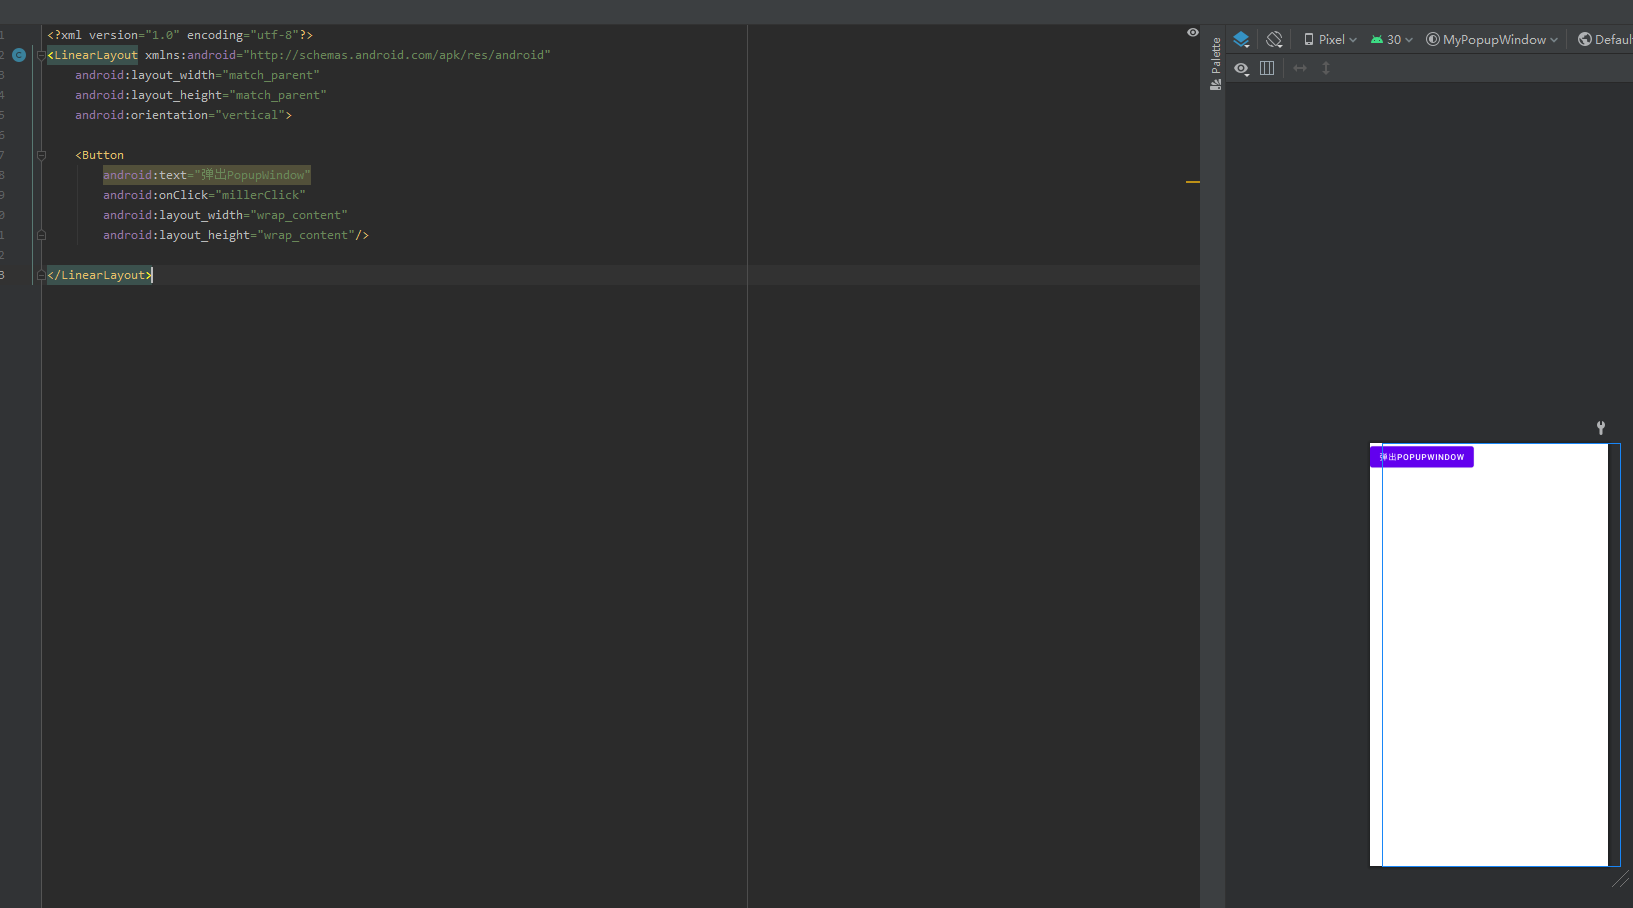 1 <?xml version="1.0" encoding="utf-8"?>
2 <LinearLayout xmlns:android="http://schemas.android.com/apk/res/android"
3 android:layout_width="match_parent"
4 android:layout_height="match_parent"
5 android:orientation="vertical">
6
7 <Button
8 android:text="弹出PopupWindow"
9 android:onClick="millerClick"
0 android:layout_width="wrap_content"
1 android:layout_height="wrap_content"/>
2
3 </LinearLayout>
C
Palette
Pixel 30 MyPopupWindow Defaul
弹出POPUPWINDOW